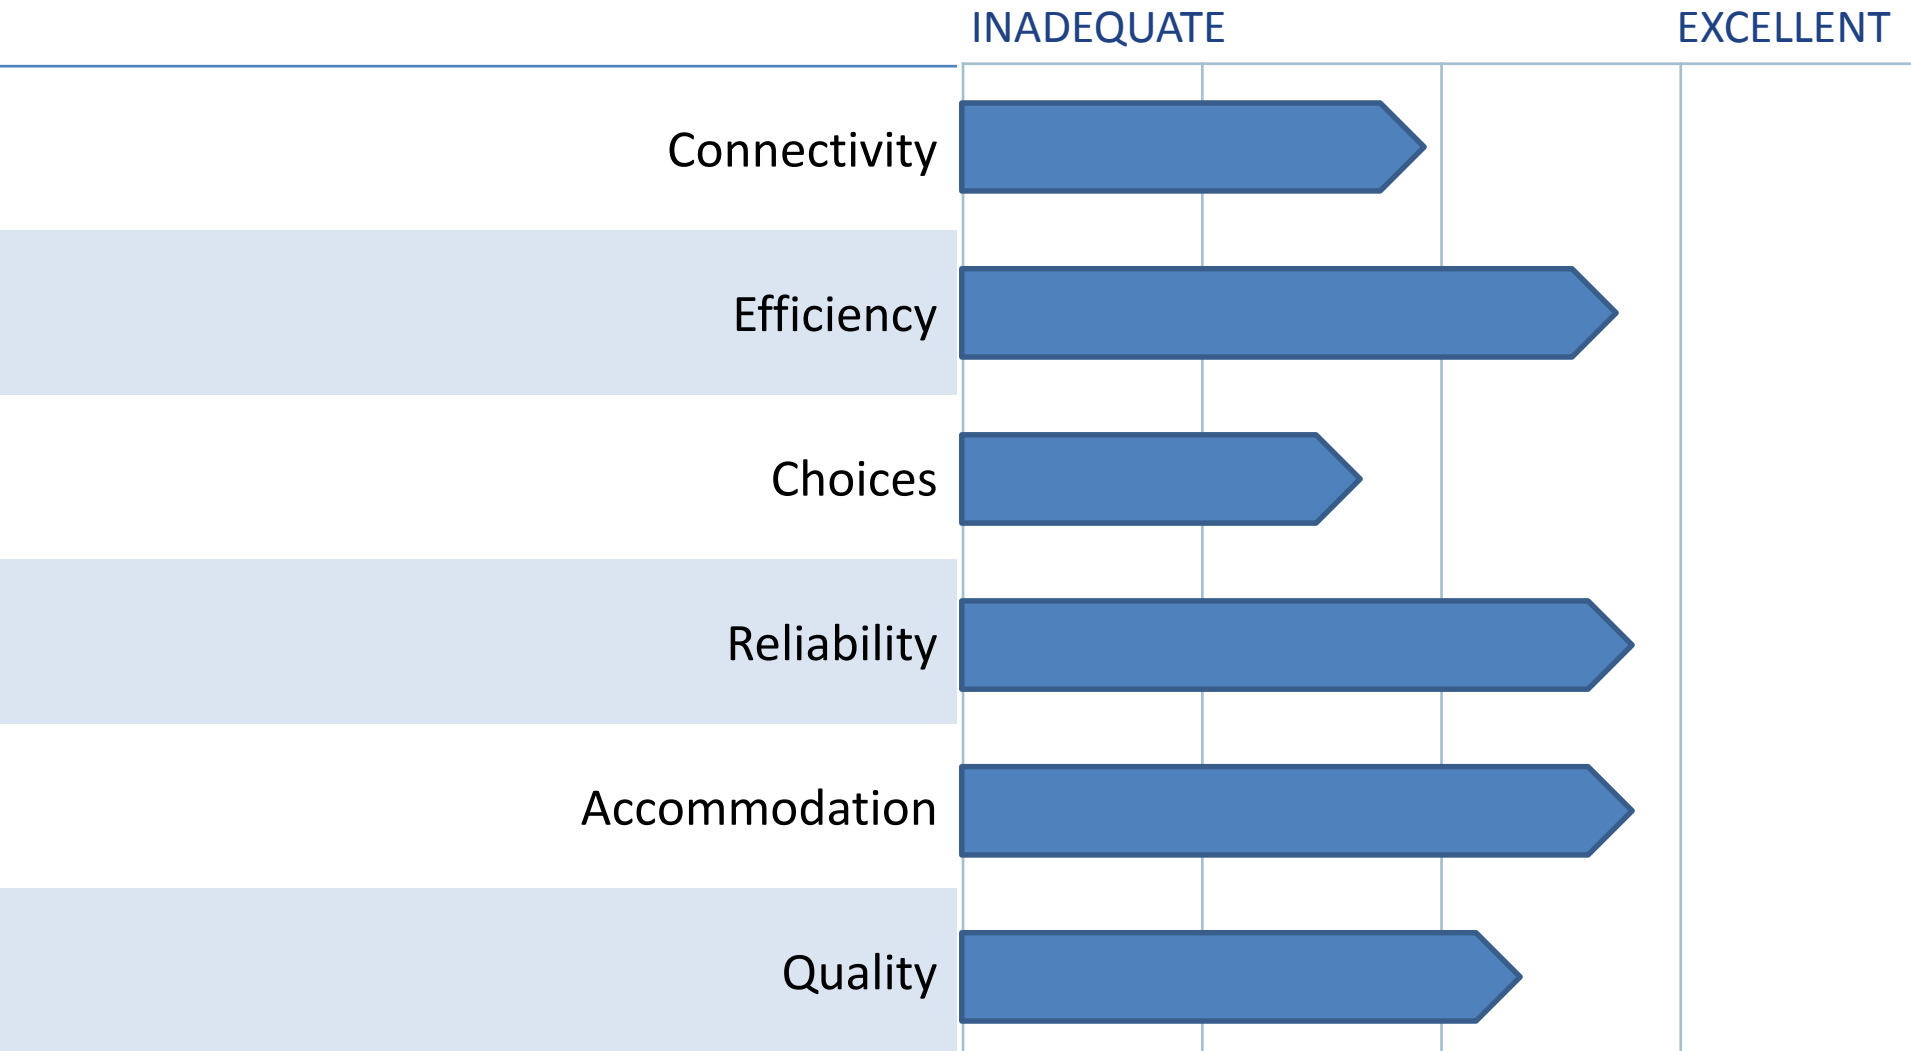 INADEQUATE EXCELLENT
Connectivity
Efficiency
Choices
Reliability
Accommodation
Quality